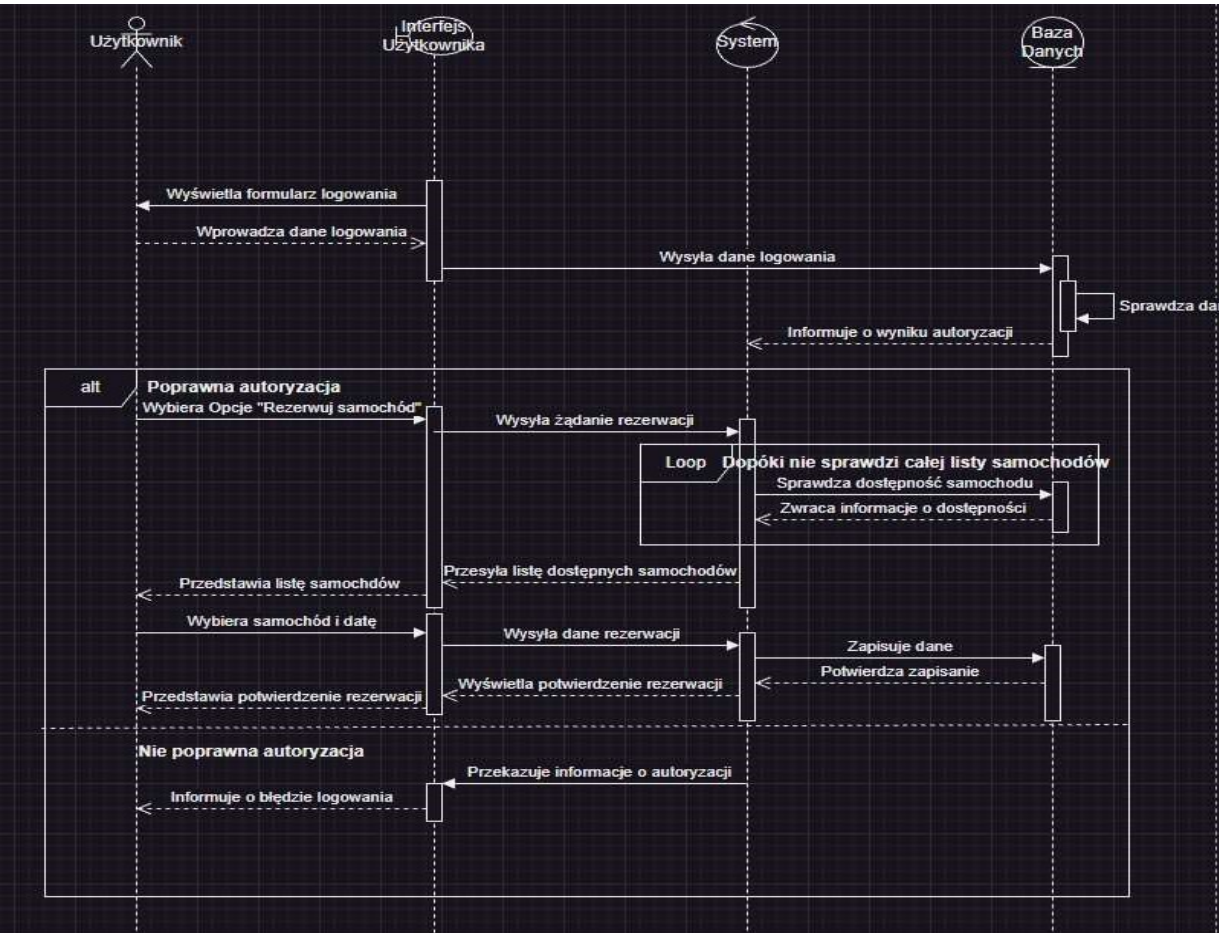 Użytkownik
Interfejs
Użytkownika
System
Baza
Danych
Wyświetla formularz logowania
Wprowadza dane logowania
Wysyła dane logowania
Sprawdza
Informuje o wyniku autoryzacji
alt
Poprawna autoryzacja
Wybiera Opcje "Rezerwuj samochód"
Wysyła żądanie rezerwacji
Loop
Dopóki nie sprawdzi całej listy samochodów
Sprawdza dostępność samochodu
Zwraca informacje o dostępności
Przesyła listę dostępnych samochodów
Przedstawia listę samochdów
Wybiera samochód i datę
Wysyła dane rezerwacji
Zapisuje dane
Potwierdza zapisanie
Wyświetla potwierdzenie rezerwacji
Przedstawia potwierdzenie rezerwacji
Nie poprawna autoryzacja
Przekazuje informacje o autoryzacji
Informuje o błędzie logowania